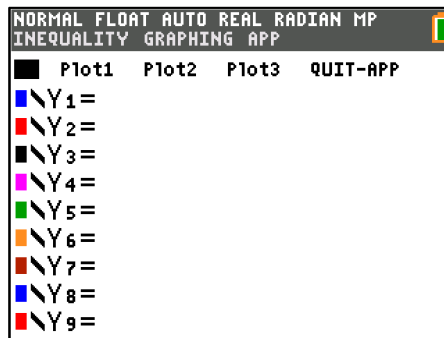 NORMAL FLOAT AUTO REAL RADIAN MP
INEQUALITY GRAPHING APP
Plot1 Plot2 Plot3 QUIT-APP
\Y1=
\Y2=
\Y3=
\Y4=
\Y5=
\Y6=
\Y7=
\Y8=
\Y9=